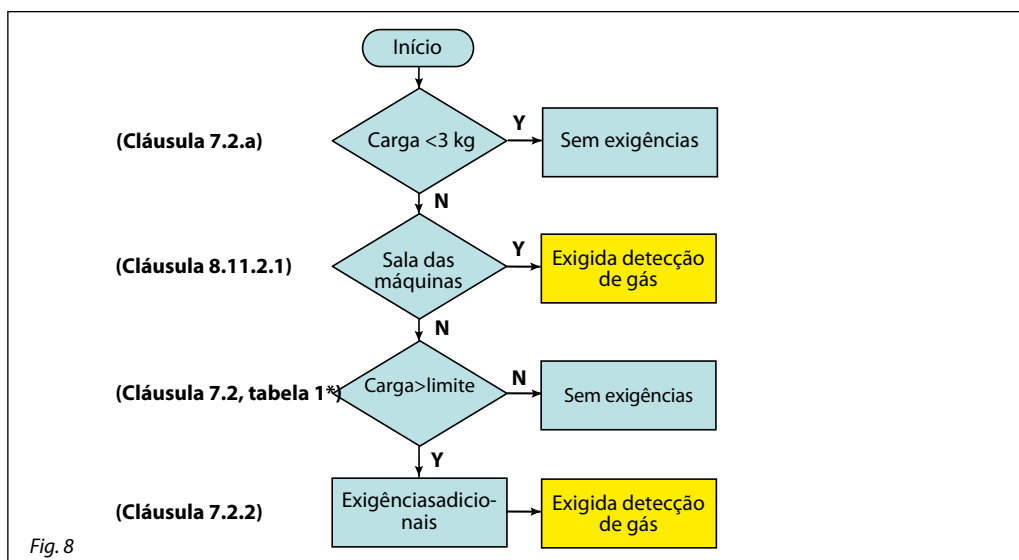 Início
(Cláusula 7.2.a)
Carga <3 kg
Y
Sem exigências
N
(Cláusula 8.11.2.1)
Sala das
máquinas
Y
Exigida detecção
de gás
N
(Cláusula 7.2, tabela 1*)
Carga>limite
N
Sem exigências
Y
(Cláusula 7.2.2)
Exigênciasadicio-
nais
Exigida detecção
de gás
Fig. 8